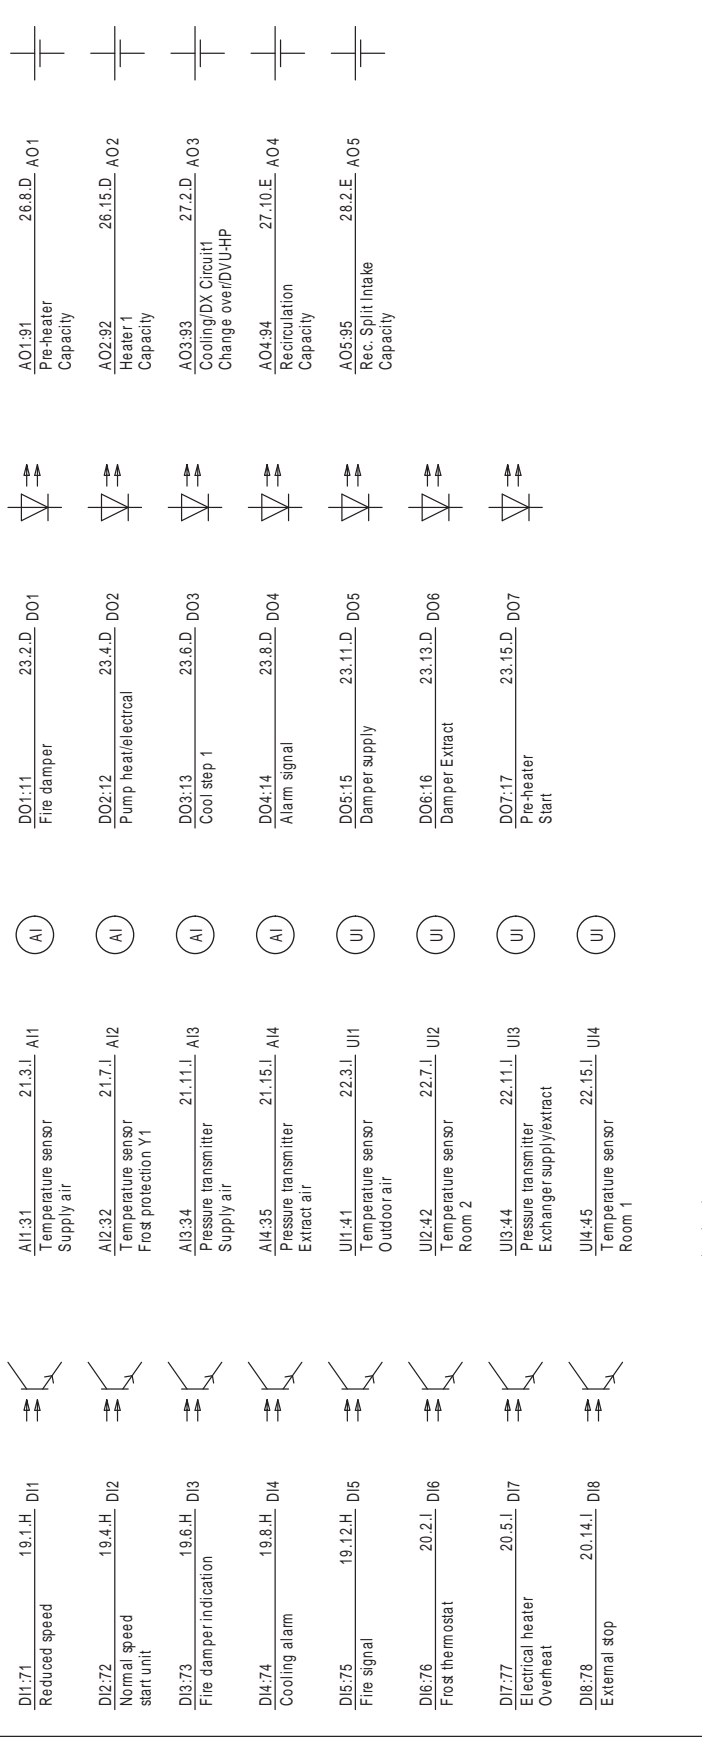 DI1:71 19.1.H DI1
Reduced speed
DI2:72 19.4.H DI2
Normal speed
start unit
DI3:73 19.6.H DI3
Fire damper indication
DI4:74 19.8.H DI4
Cooling alarm
DI5:75 19.12.H DI5
Fire signal
DI6:76 20.2.I DI6
Frost thermostat
DI7:77 20.5.I DI7
Electrical heater
Overheat
DI8:78 20.14.I DI8
External stop
AI1:31 21.3.I AI1
Temperature sensor
Supply air
AI
AI2:32 21.7.I AI2
Temperature sensor
Frost protection Y1
AI
AI3:34 21.11.I AI3
Pressure transmitter
Supply air
AI
AI4:35 21.15.I AI4
Pressure transmitter
Extract air
AI
UI1:41 22.3.I UI1
Temperature sensor
Outdoor air
UI
UI2:42 22.7.I UI2
Temperature sensor
Room 2
UI
UI3:44 22.11.I UI3
Pressure transmitter
Exchanger supply/extract
UI
UI4:45 22.15.I UI4
Temperature sensor
Room 1
UI
DO1:11 23.2.D DO1
Fire damper
DO2:12 23.4.D DO2
Pump heat/electrcal
DO3:13 23.6.D DO3
Cool step 1
DO4:14 23.8.D DO4
Alarm signal
DO5:15 23.11.D DO5
Damper supply
DO6:16 23.13.D DO6
Damper Extract
DO7:17 23.15.D DO7
Pre-heater
Start
AO1:91 26.8.D AO1
Pre-heater
Capacity
AO2:92 26.15.D AO2
Heater 1
Capacity
AO3:93 27.2.D AO3
Cooling/DX Circuit1
Change over/DVU-HP
AO4:94 27.10.E AO4
Recirculation
Capacity
AO5:95 28.2.E AO5
Rec. Split Intake
Capacity